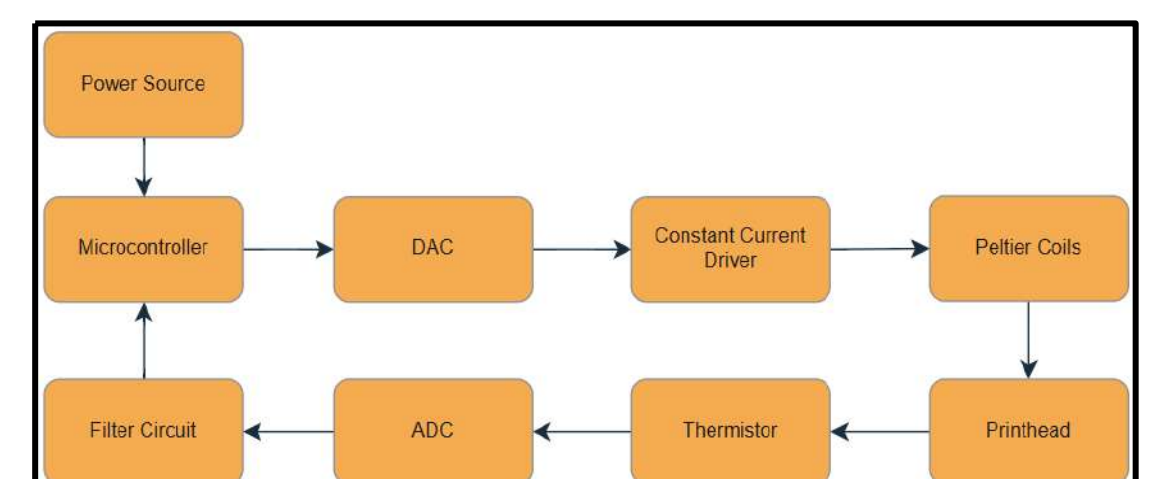 Power Source
Microcontroller
DAC
Constant Current
Driver
Peltier Coils
Filter Circuit
ADC
Thermistor
Printhead